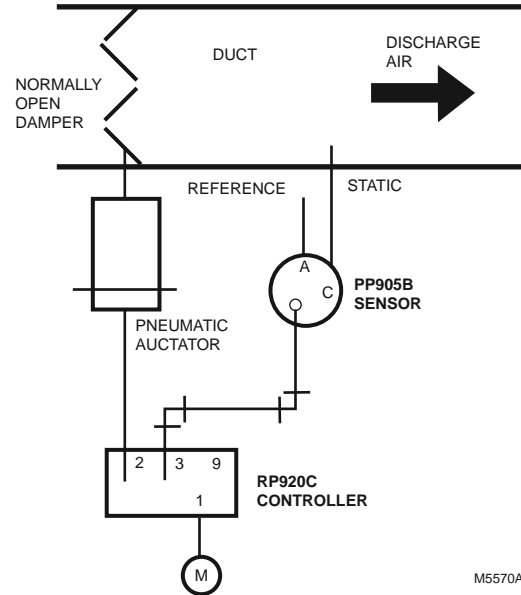 DUCT
DISCHARGE
AIR
NORMALLY
OPEN
DAMPER
REFERENCE
STATIC
A
C
PP905B
SENSOR
PNEUMATIC
AUCTATOR
2 3 9
1
RP920C
CONTROLLER
M
M5570A